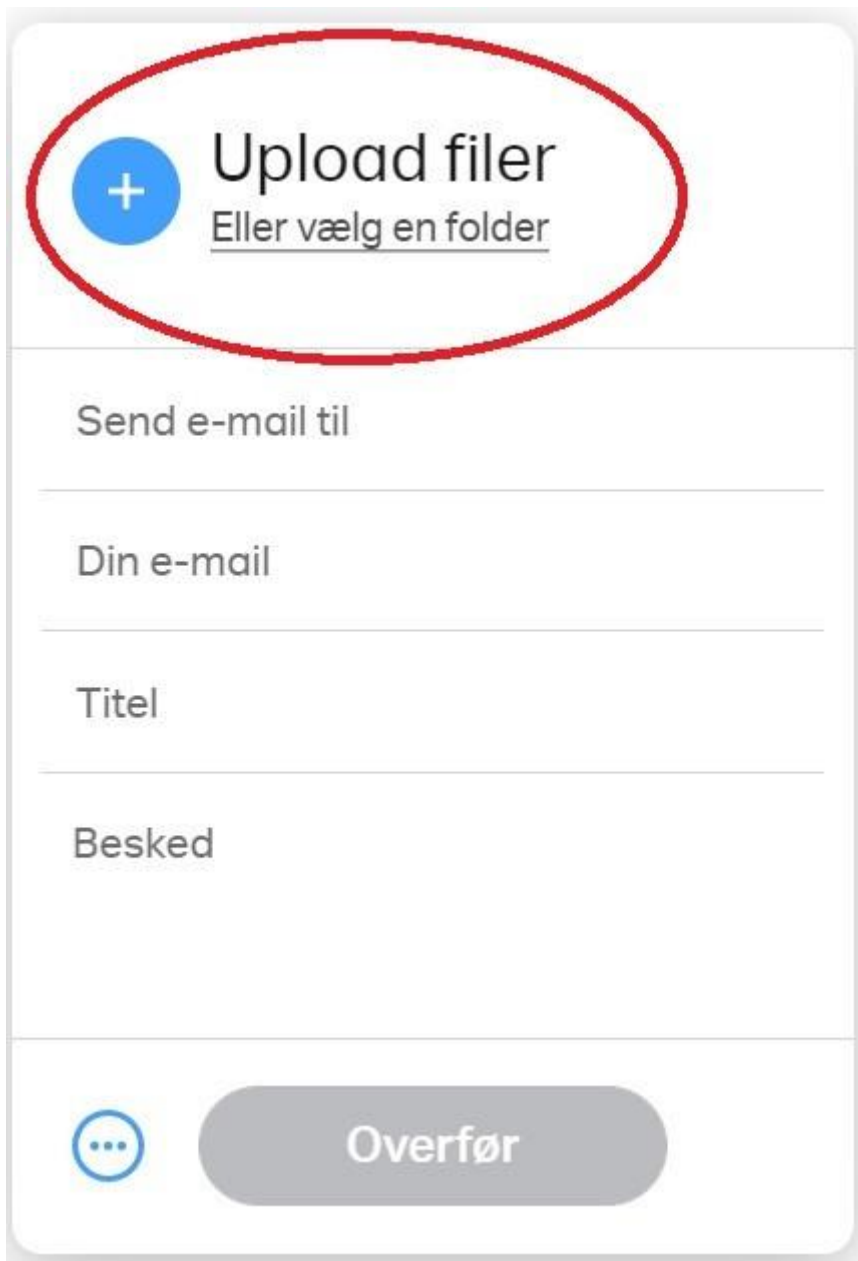 Upload filer
Eller vælg en folder
Send e-mail til
Din e-mail
Titel
Besked
Overfør